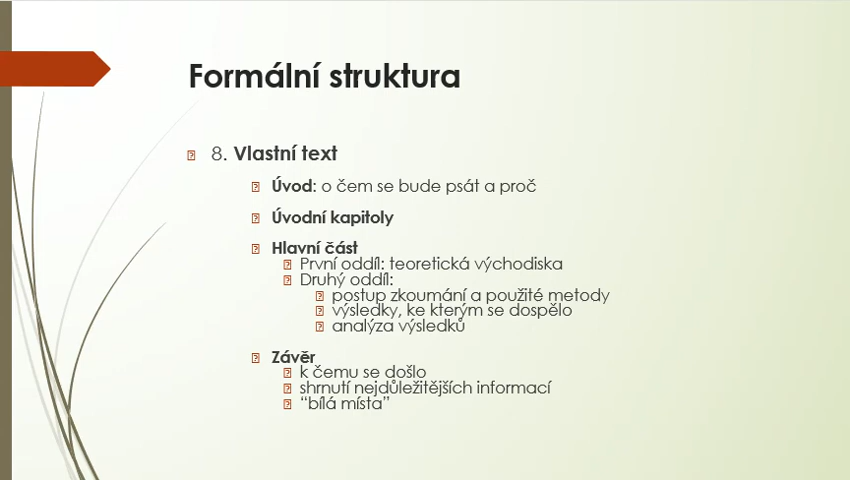 Formální struktura
8. Vlastní text
Úvod: o čem se bude psát a proč
Úvodní kapitoly
Hlavní část
První oddíl: teoretická východiska
Druhý oddíl:
postup zkoumání a použité metody
výsledky, ke kterým se dospělo
analýza výsledků
Závěr
k čemu se došlo
shrnutí nejdůležitějších informací
“bílá místa”